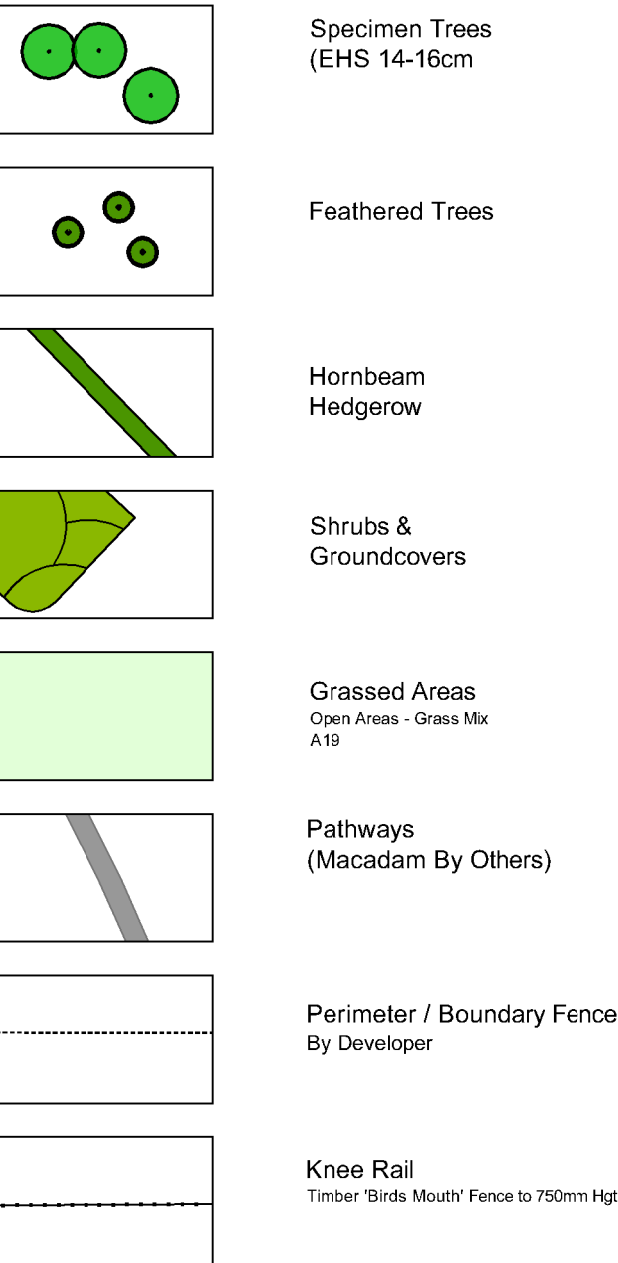 Specimen Trees
(EHS 14-16cm
Feathered Trees
Hornbeam
Hedgerow
Shrubs &
Groundcovers
Grassed Areas
Open Areas - Grass Mix
A19
Pathways
(Macadam By Others)
Perimeter / Boundary Fence
By Developer
Knee Rail
Timber 'Birds Mouth' Fence to 750mm Hgt